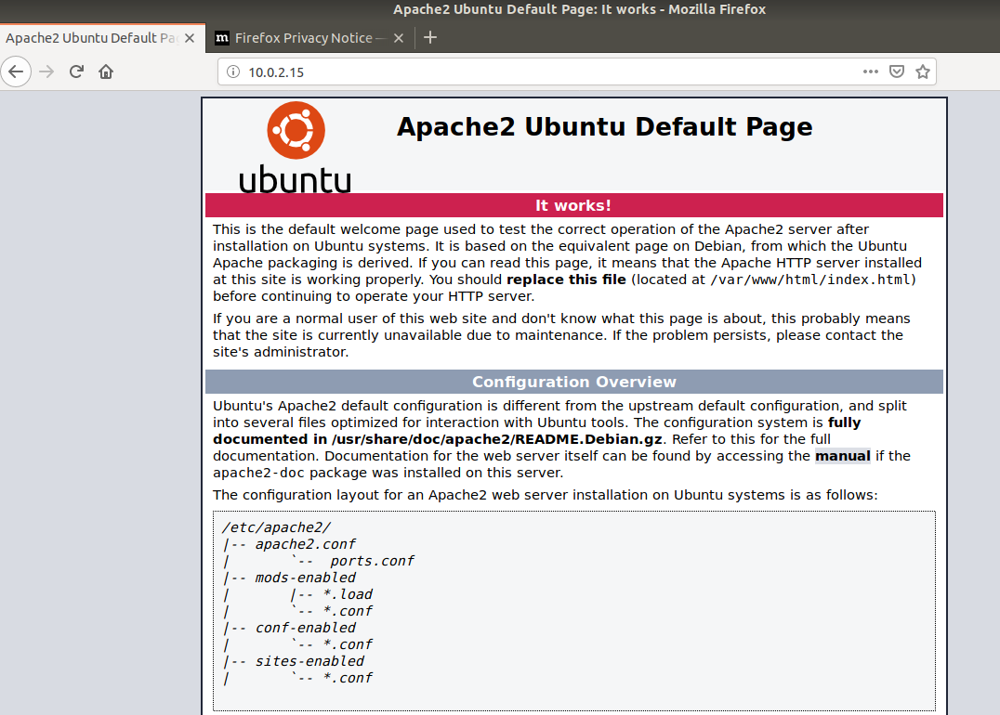 Apache2 Ubuntu Default Page: It works - Mozilla Firefox
Apache2 Ubuntu Default Pa
m Firefox Privacy Notice —
10.0.2.15
ubuntu
Apache2 Ubuntu Default Page
It works!
This is the default welcome page used to test the correct operation of the Apache2 server after
installation on Ubuntu systems. It is based on the equivalent page on Debian, from which the Ubuntu
Apache packaging is derived. If you can read this page, it means that the Apache HTTP server installed
at this site is working properly. You should replace this file (located at /var/www/html/index.html)
before continuing to operate your HTTP server.
If you are a normal user of this web site and don't know what this page is about, this probably means
that the site is currently unavailable due to maintenance. If the problem persists, please contact the
site's administrator.
Configuration Overview
Ubuntu's Apache2 default configuration is different from the upstream default configuration, and split
into several files optimized for interaction with Ubuntu tools. The configuration system is fully
documented in /usr/share/doc/apache2/README.Debian.gz. Refer to this for the full
documentation. Documentation for the web server itself can be found by accessing the manual if the
apache2-doc package was installed on this server.
The configuration layout for an Apache2 web server installation on Ubuntu systems is as follows:
/etc/apache2/
|-- apache2.conf
|       `--  ports.conf
|-- mods-enabled
|       |-- *.load
|       `-- *.conf
|-- conf-enabled
|       `-- *.conf
|-- sites-enabled
|       `-- *.conf